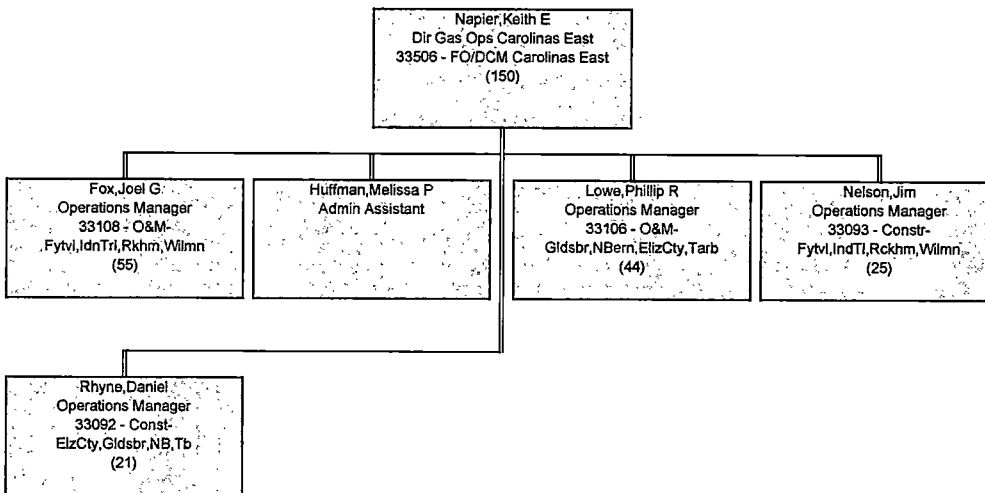 Napier,Keith E
Dir Gas Ops Carolinas East
33506 - FO/DCM Carolinas East
(150)
Fox,Joel G.
Operations Manager
33108 - O&M-
Fytvl,IdnTrl,Rkhm,Wilmn
(55)
Huffman,Melissa P
Admin Assistant
Lowe,Phillip R
Operations Manager
33106 - O&M-
Gldsbr,NBern,ElizCty,Tarb
(44)
Nelson,Jim
Operations Manager
33093 - Constr-
Fytvl,IndTl,Rckhm,Wilmn
(25)
Rhyne,Daniel
Operations Manager
33092 - Const-
ElzCty,Gldsbr,NB,Tb
(21)